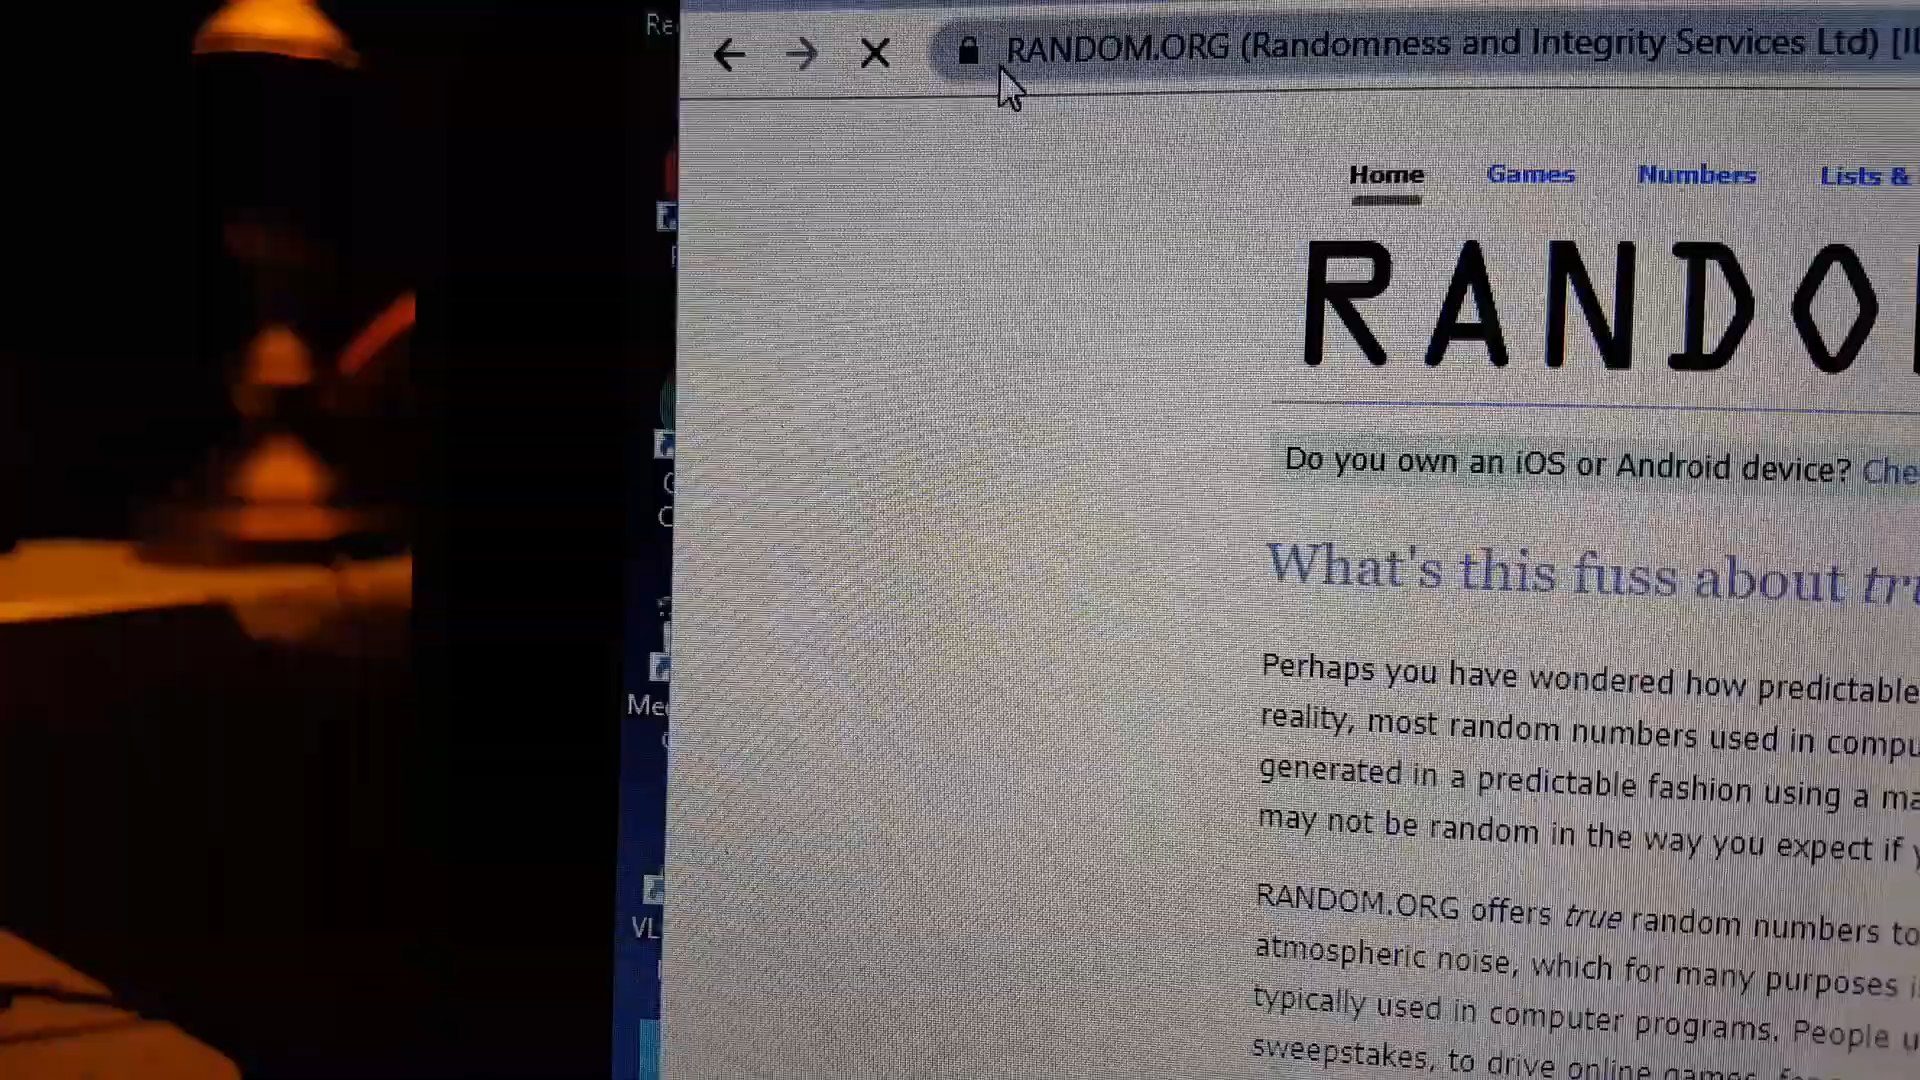 RANDOM.ORG (Randomness and Integrity Services Ltd)
Home Games Numbers Lists &
RANDO
Do you own an iOS or Android device?
What's this fuss about
Perhaps you have wondered how predictable
reality, most random numbers used in
generated in a predictable fashion using a
may not be random in the way you expect if
RANDOM.ORG offers true random numbers to
atmospheric noise, which for many purposes
typically used in computer programs. People
sweepstakes, to drive online games,